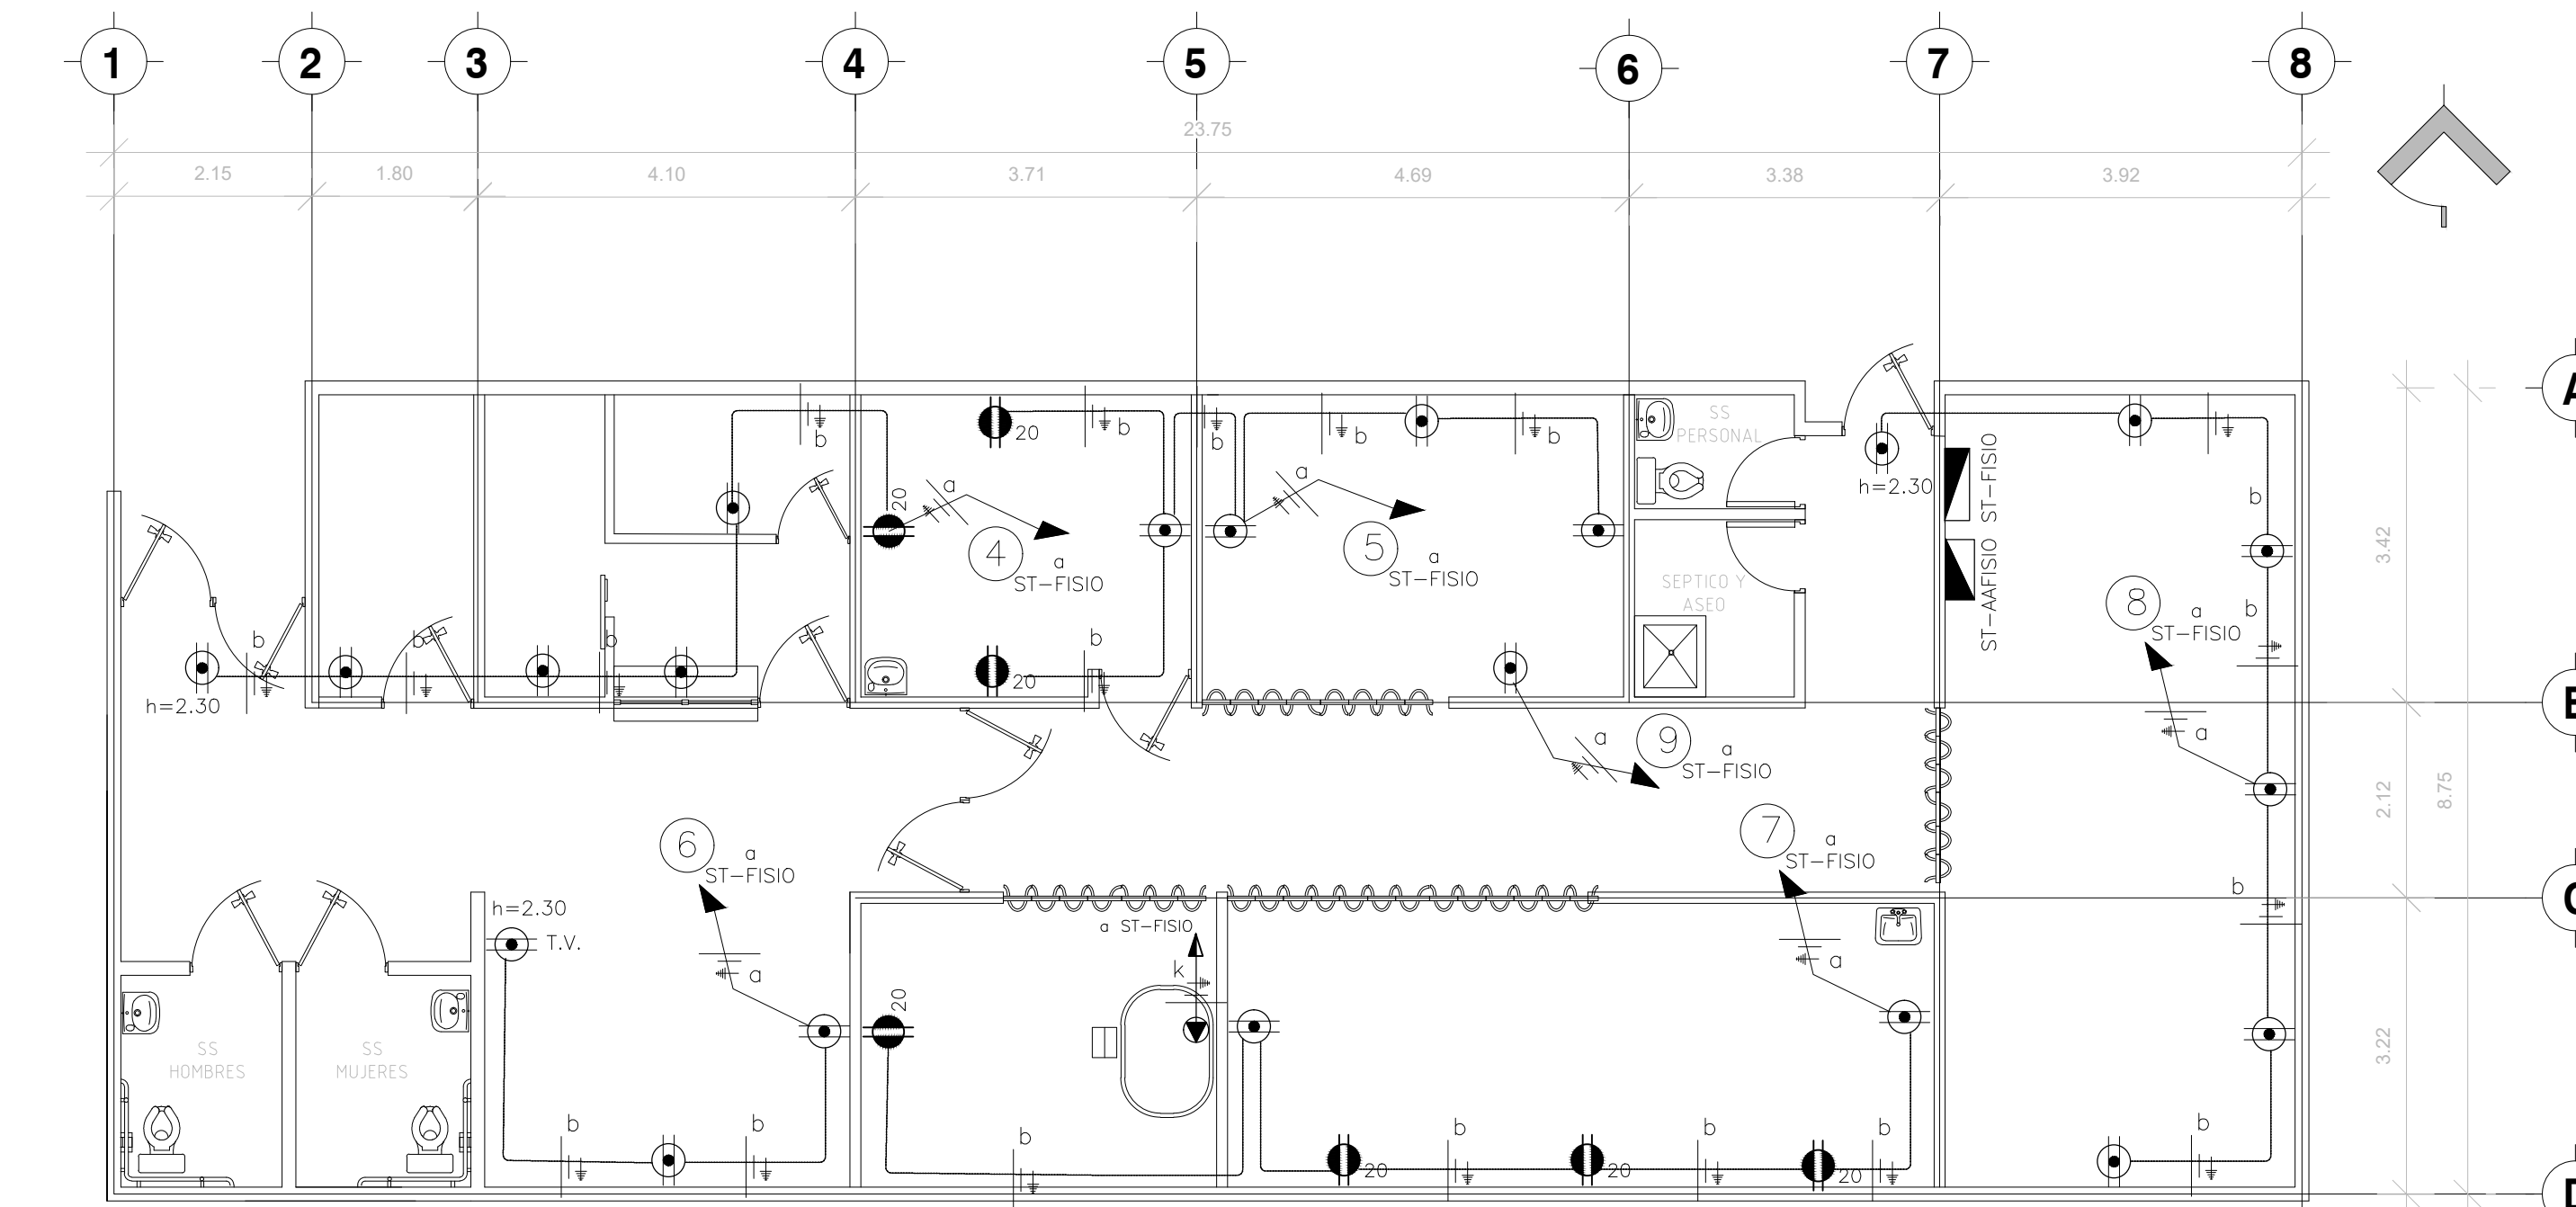 1 2 3 4 5 6 7 8
23.75
2.15 1.80 4.10 3.71 4.69 3.38 3.92
A
20
b
b
b
b
b
b
SS
PERSONAL
h=2.30
ST-FISIO
b
20
a
4
a
ST-FISIO
a
5
a
ST-FISIO
3.42
SEPTICO Y
ASEO
ST-AAFISIO
8
a
ST-FISIO
b
b
b
b
b
h=2.30
20
B
a
9
a
ST-FISIO
a
2.12
8.75
6
a
ST-FISIO
7
a
ST-FISIO
b
C
h=2.30
T.V.
a ST-FISIO
k
a
a
20
SS
HOMBRES
SS
MUJERES
3.22
b
b
b
b
b
b
b
20
20
20
D